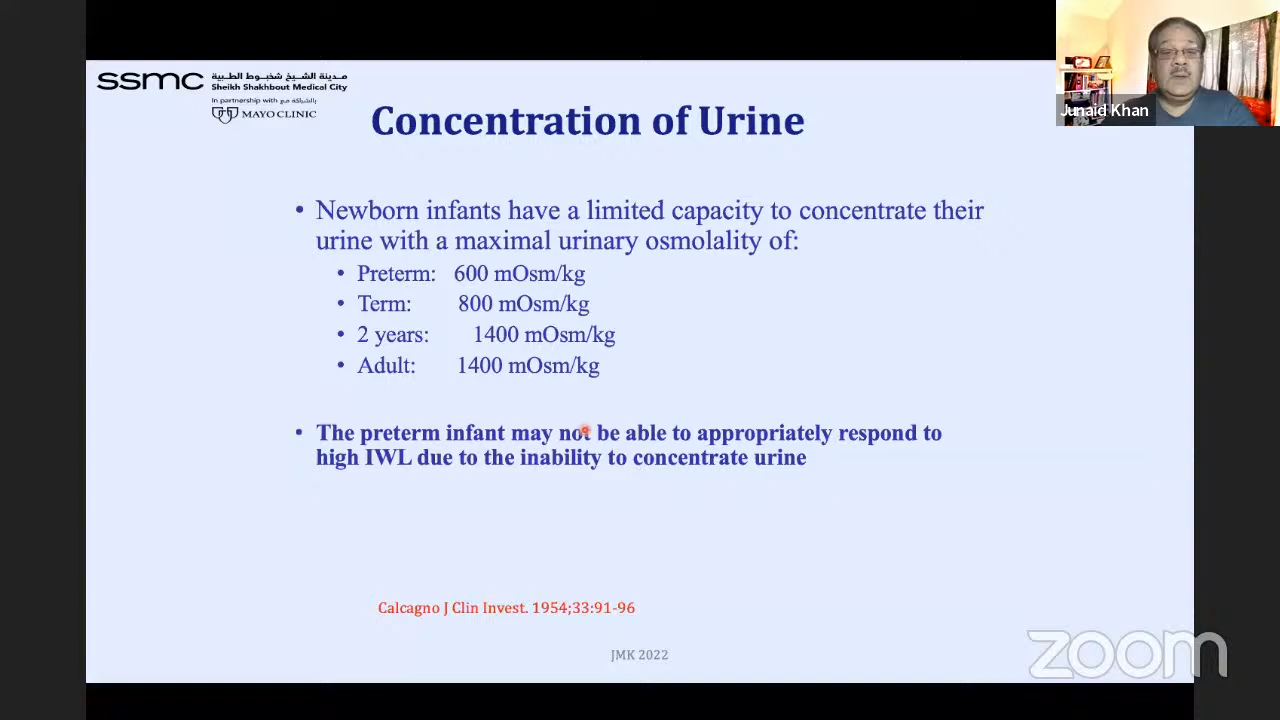 ssmc
مدينة الشيخ شخبوط الطبية
Sheikh Shakhbout Medical City
In partnership with بالشراكة مع
MAYO CLINIC
Junaid Khan
Concentration of Urine
• Newborn infants have a limited capacity to concentrate their
urine with a maximal urinary osmolality of:
• Preterm: 600 mOsm/kg
• Term: 800 mOsm/kg
• 2 years: 1400 mOsm/kg
• Adult: 1400 mOsm/kg
• The preterm infant may not be able to appropriately respond to
high IWL due to the inability to concentrate urine
Calcagno J Clin Invest. 1954;33:91-96
JMK 2022
zoom